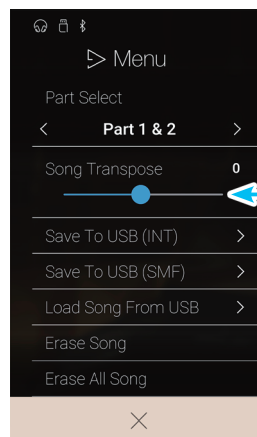 Menu
Part Select
Part 1 & 2
Song Transpose 0
Save To USB (INT)
Save To USB (SMF)
Load Song From USB
Erase Song
Erase All Song